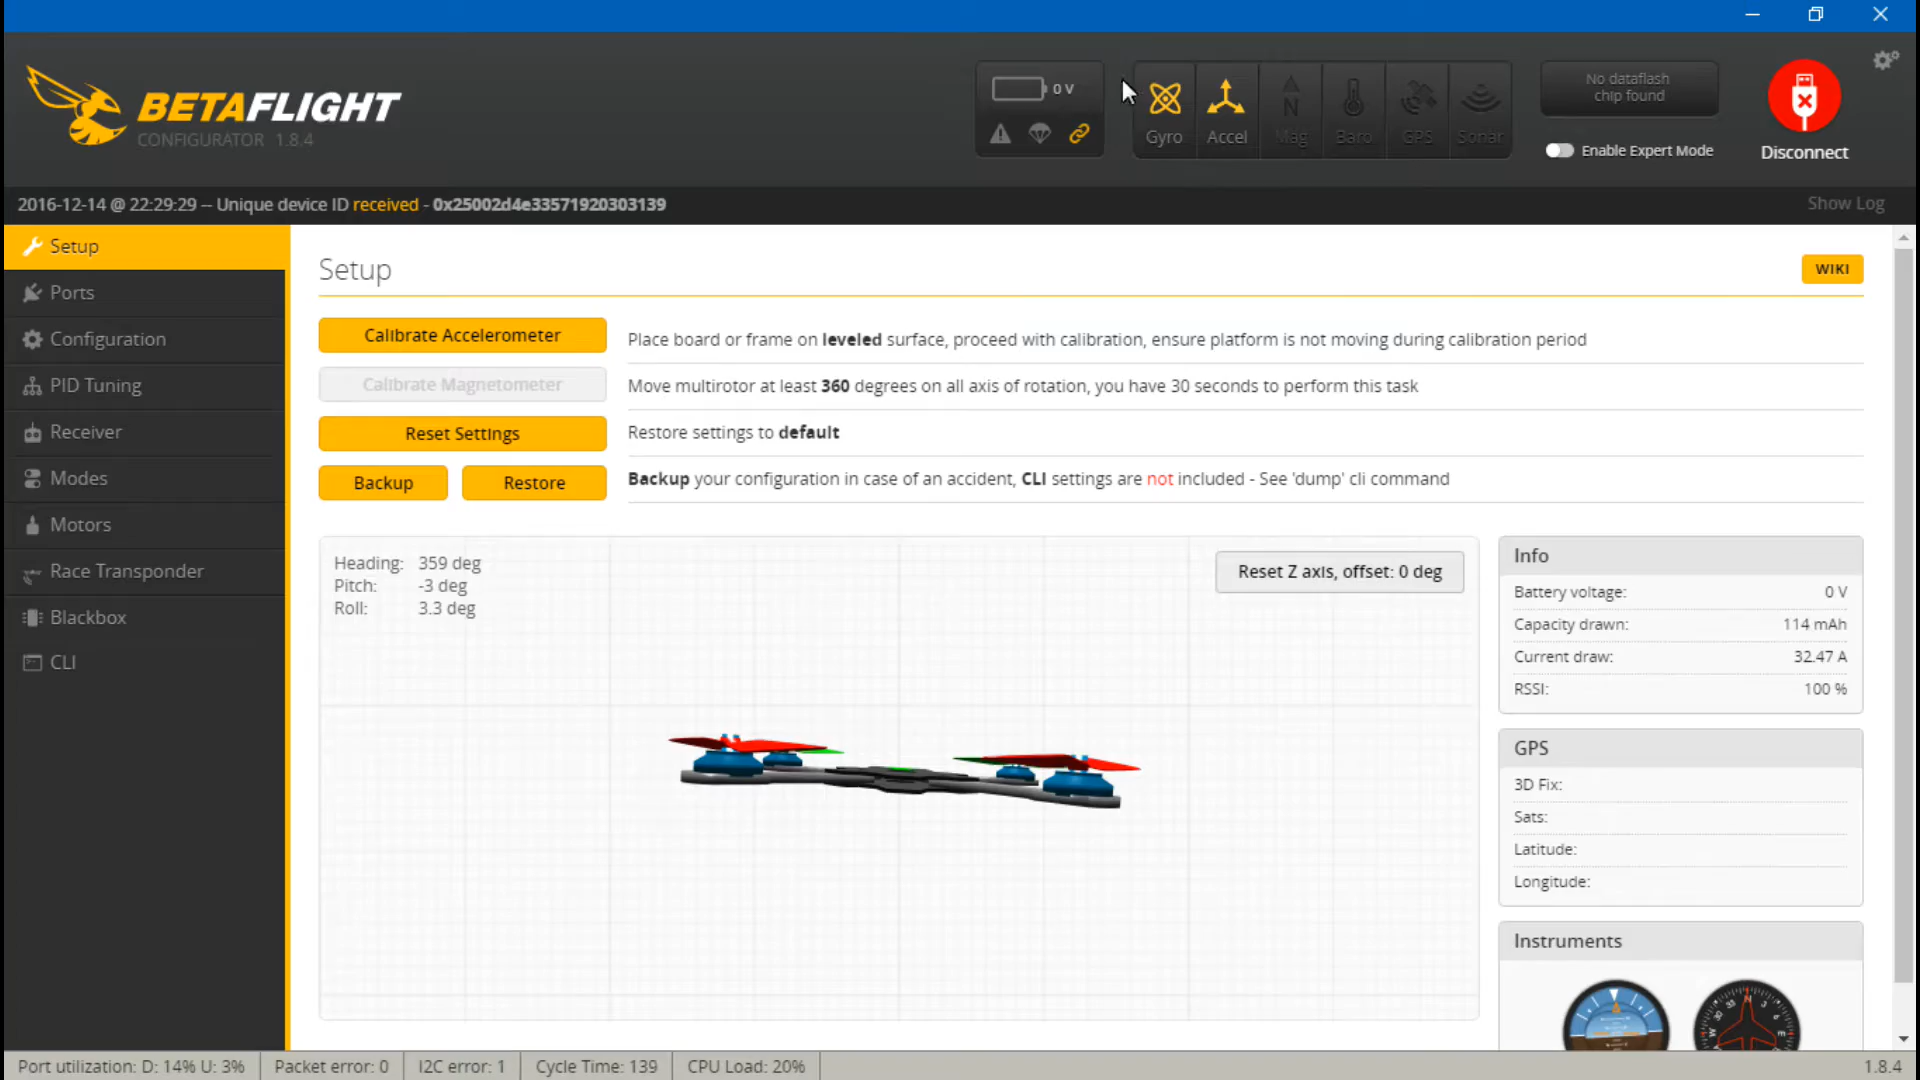 BETAFLIGHT
CONFIGURATOR 1.8.4
0 V
Gyro
Accel
Mag
Baro
GPS
Sonar
No dataflash
chip found
Enable Expert Mode
Disconnect
2016-12-14 @ 22:29:29 -- Unique device ID received - 0x25002d4e33571920303139
Show Log
Setup
Ports
Configuration
PID Tuning
Receiver
Modes
Motors
Race Transponder
Blackbox
CLI
Setup
WIKI
Calibrate Accelerometer
Place board or frame on leveled surface, proceed with calibration, ensure platform is not moving during calibration period
Calibrate Magnetometer
Move multirotor at least 360 degrees on all axis of rotation, you have 30 seconds to perform this task
Reset Settings
Restore settings to default
Backup
Restore
Backup your configuration in case of an accident, CLI settings are not included - See 'dump' cli command
Heading: 359 deg
Pitch: -3 deg
Roll: 3.3 deg
Reset Z axis, offset: 0 deg
Info
Battery voltage: 0 V
Capacity drawn: 114 mAh
Current draw: 32.47 A
RSSI: 100 %
GPS
3D Fix:
Sats:
Latitude:
Longitude:
Instruments
33 N 3
30 6
W E
Port utilization: D: 14% U: 3%
Packet error: 0
I2C error: 1
Cycle Time: 139
CPU Load: 20%
1.8.4